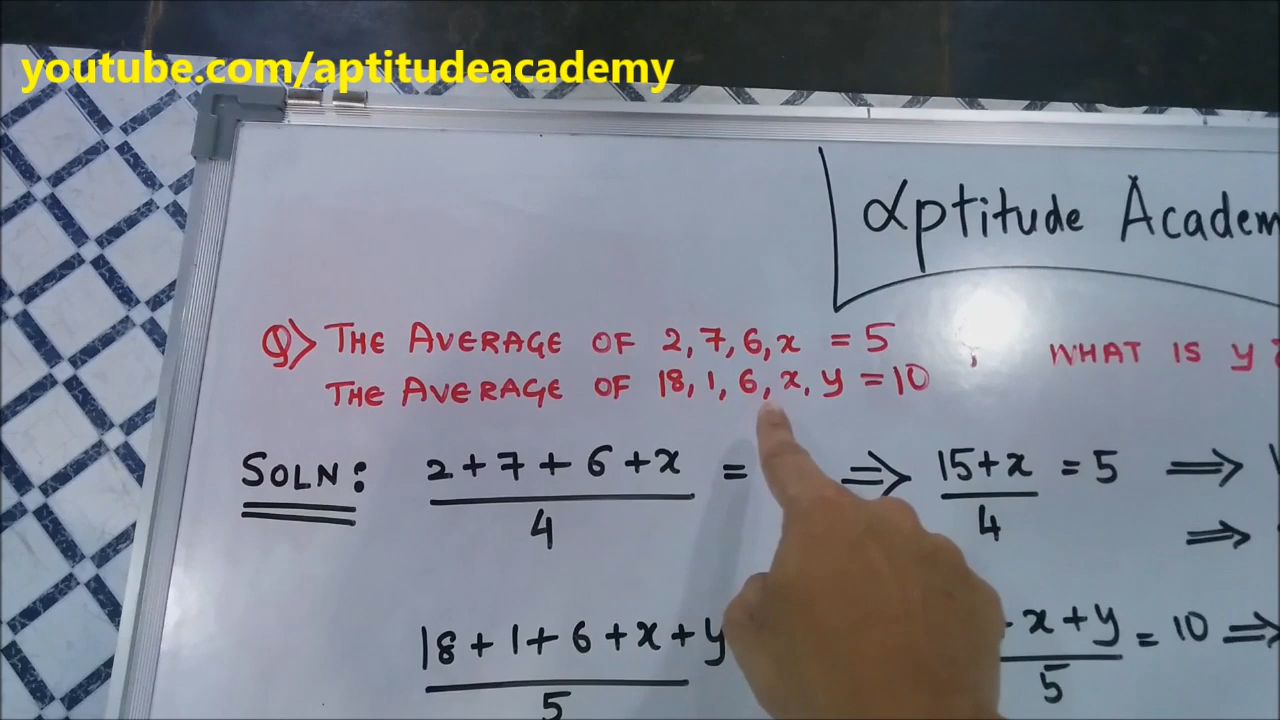 youtube.com/aptitudeacademy
αptitude Academ
Q> THE AVERAGE OF 2,7,6,x = 5 , WHAT IS y ?
THE AVERAGE OF 18, 1, 6, x, y = 10
SOLN: 2+7+6+x / 4 = ⇒ 15+x / 4 = 5 ⇒
⇒
18+1+6+x+y / 5 x+y / 5 = 10 ⇒